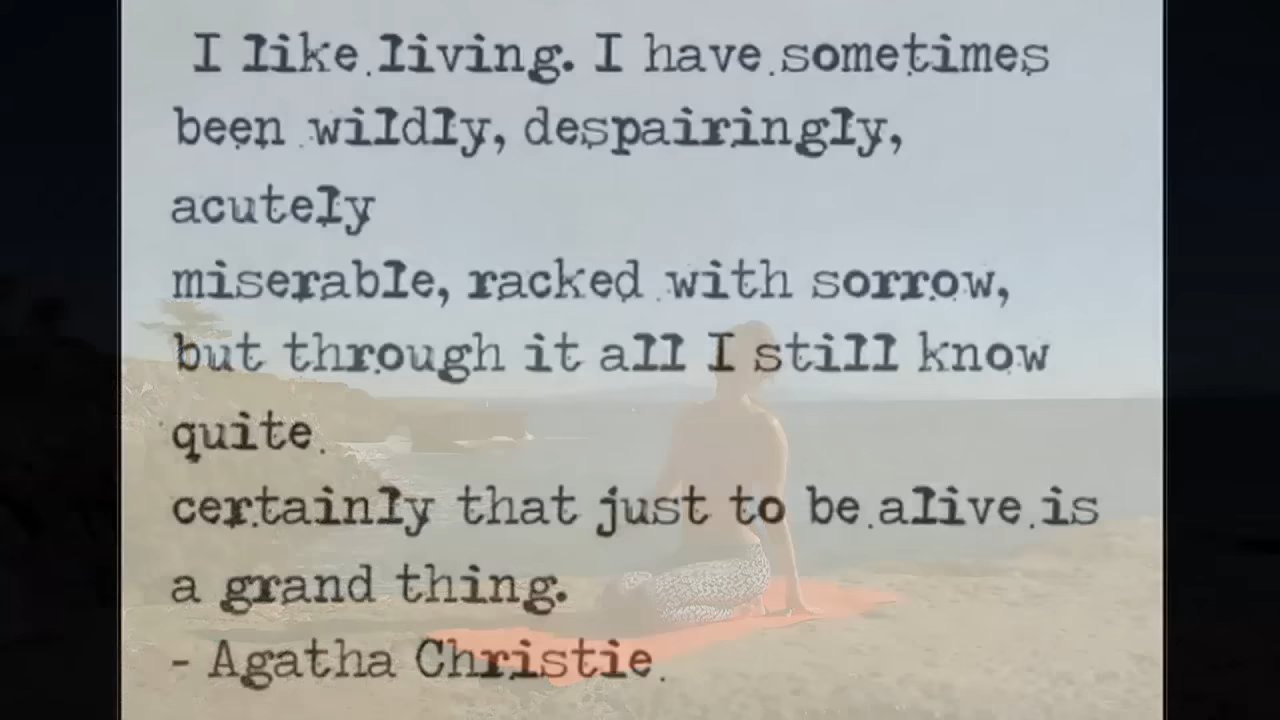 I like living. I have sometimes
been wildly, despairingly,
acutely
miserable, racked with sorrow,
but through it all I still know
quite
certainly that just to be alive is
a grand thing.
- Agatha Christie